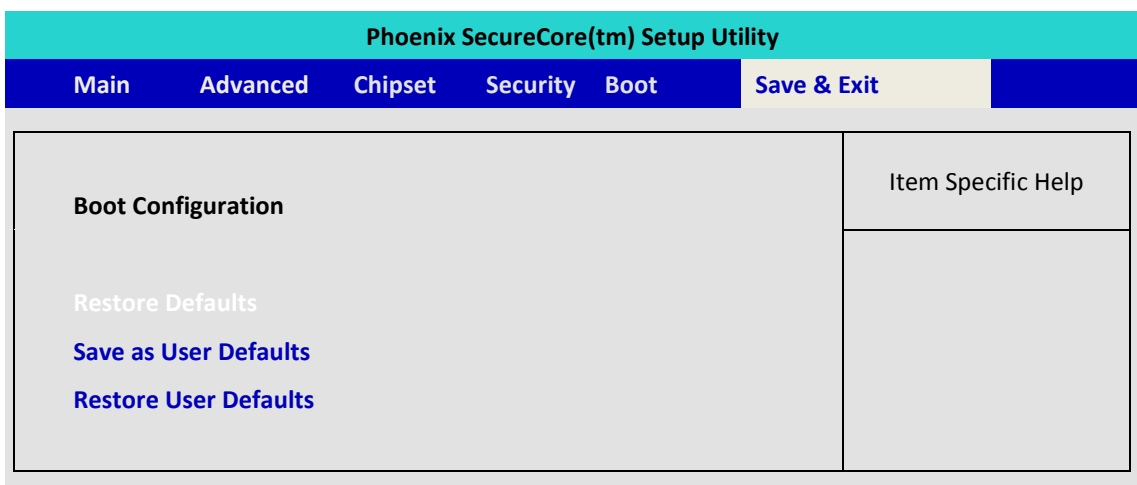 Phoenix SecureCore(tm) Setup Utility
Main Advanced Chipset Security Boot Save & Exit
Item Specific Help
Boot Configuration
Restore Defaults
Save as User Defaults
Restore User Defaults